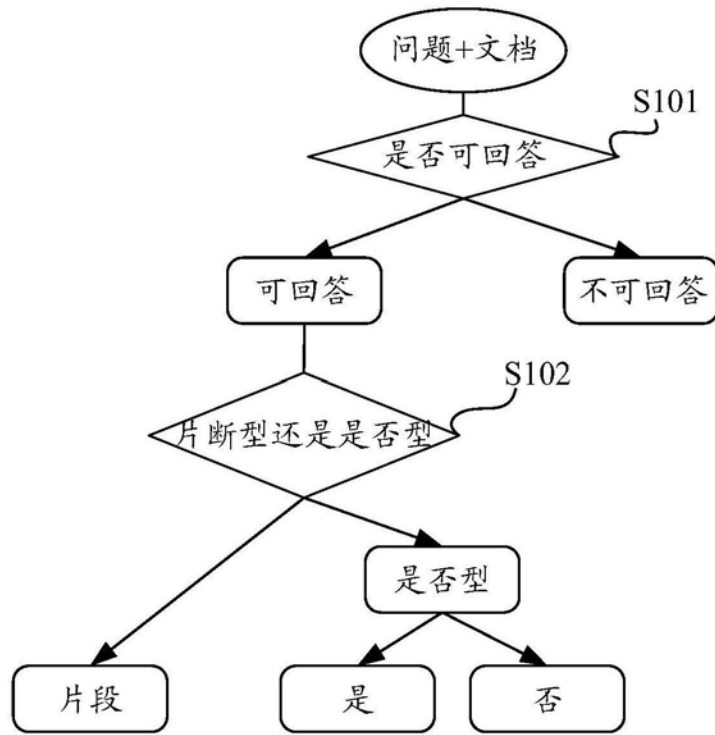 问题+文档
S101
是否可回答
可回答
不可回答
S102
片断型还是是否型
是否型
片段
是
否